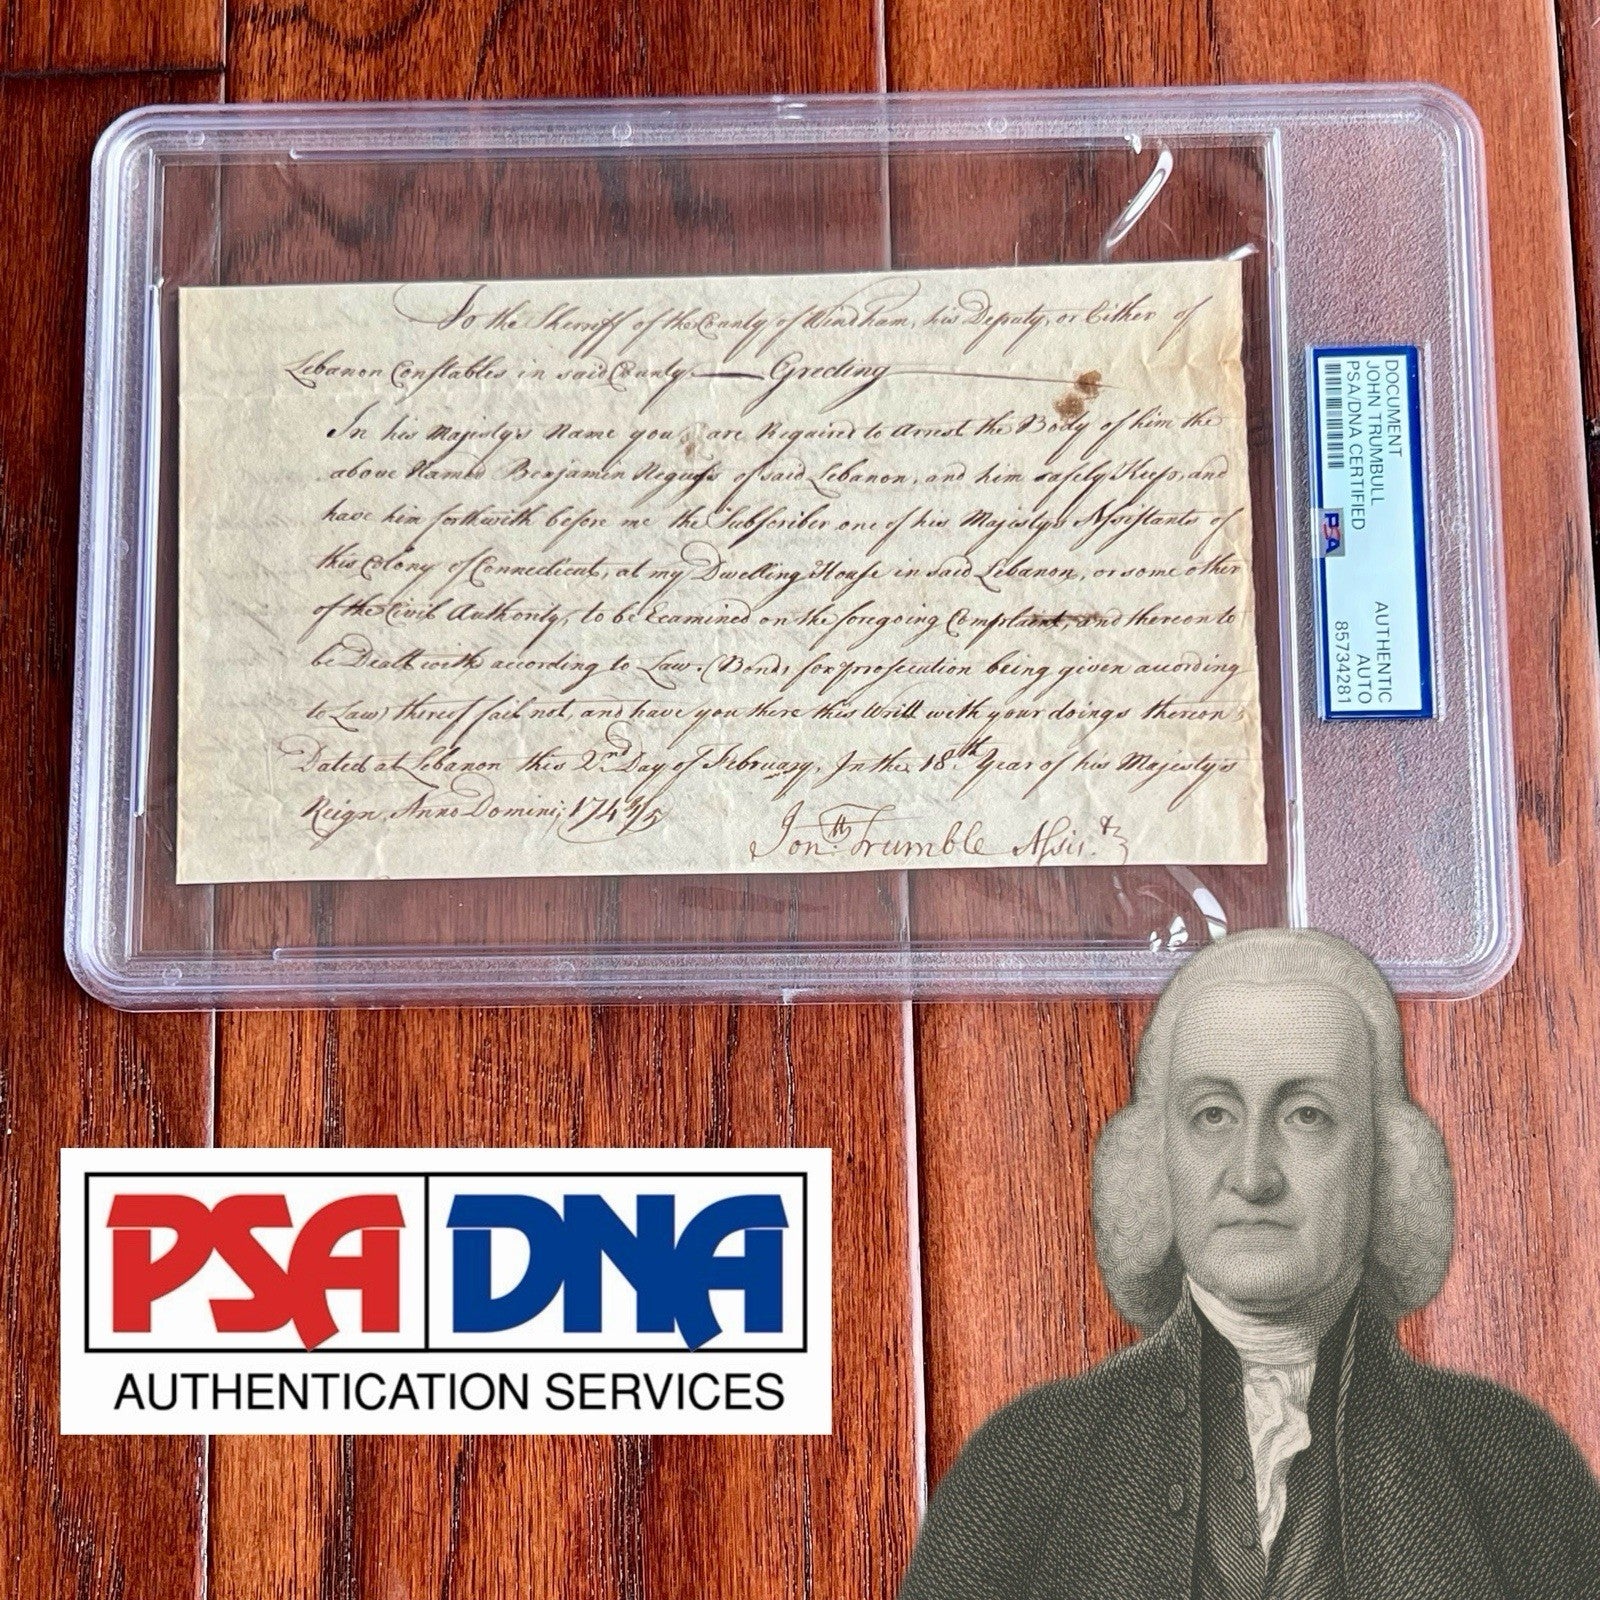 To the Sherriff of the County of Windham, his Deputy, or Either of
Lebanon Constables in said County — Greeting
In his Majestys Name you are Required to Arrest the Body of him the
above Named Benjamin of said Lebanon, and him safely Keep, and
have him forthwith before me the Subscriber one of his Majestys Assistants of
this Colony of Connecticut, at my Dwelling House in said Lebanon, or some other
of the Civil Authority, to be Examined on the foregoing Complaint, and thereon to
be Dealt with according to Law. (Bonds for prosecution being given according
to Law) thereof fail not, and have you there this Writt with your doings thereon,
Dated at Lebanon this 2nd Day of February, In the 18th Year of his Majestys
Reign, Anno Domini, 174
Jonth Trumble Assist
DOCUMENT
JOHN TRUMBULL
PSA/DNA CERTIFIED
PSA
AUTHENTIC
AUTO
85734281
PSA DNA
AUTHENTICATION SERVICES